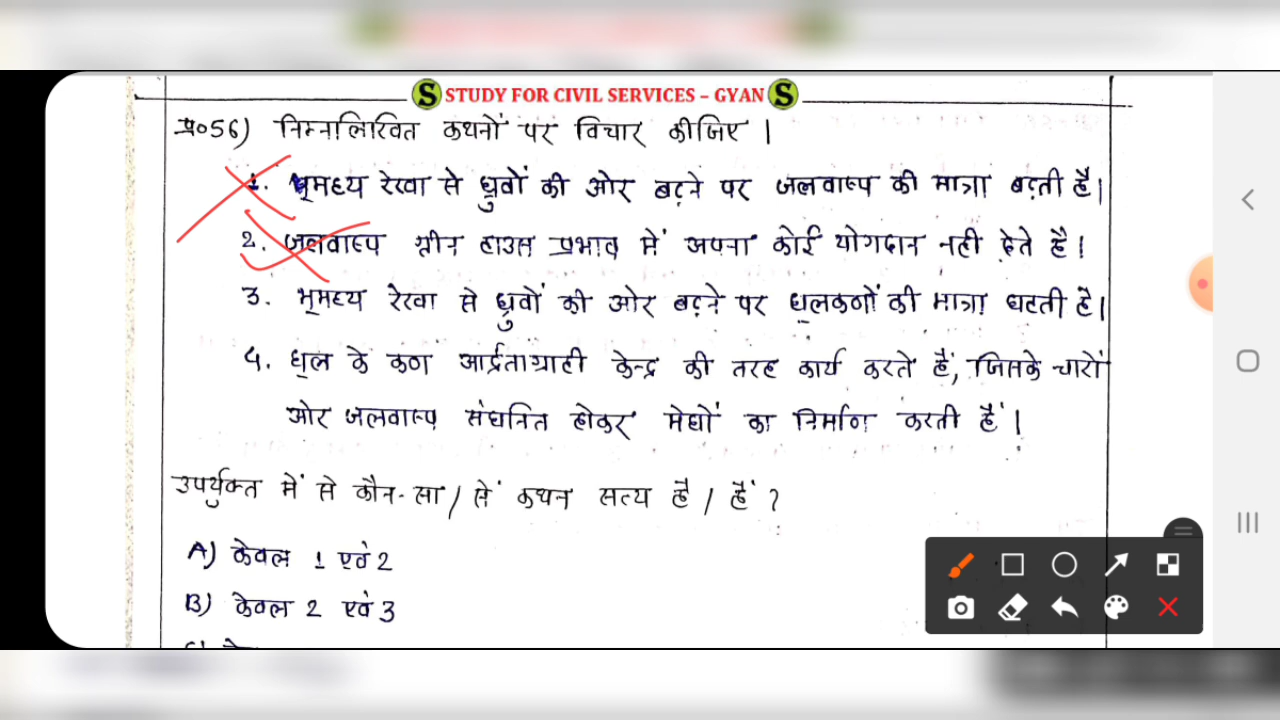 STUDY FOR CIVIL SERVICES – GYAN
प्र०56) निम्नलिखित कथनों पर विचार कीजिए ।
1. भूमध्य रेखा से ध्रुवों की ओर बढ़ने पर जलवाष्प की मात्रा बढ़ती है।
2. जलवाष्प ग्रीन हाउस प्रभाव में अपना कोई योगदान नही देते है।
3. भूमध्य रेखा से ध्रुवों की ओर बढ़ने पर धूलकणों की मात्रा घटती है।
4. धूल के कण आर्द्रताग्राही केन्द्र की तरह कार्य करते हैं, जिसके चारों
ओर जलवाष्प संघनित होकर मेघों का निर्माण करती हैं।
उपर्युक्त में से कौन-सा/से कथन सत्य है/हैं ?
A) केवल 1 एवं 2
B) केवल 2 एवं 3